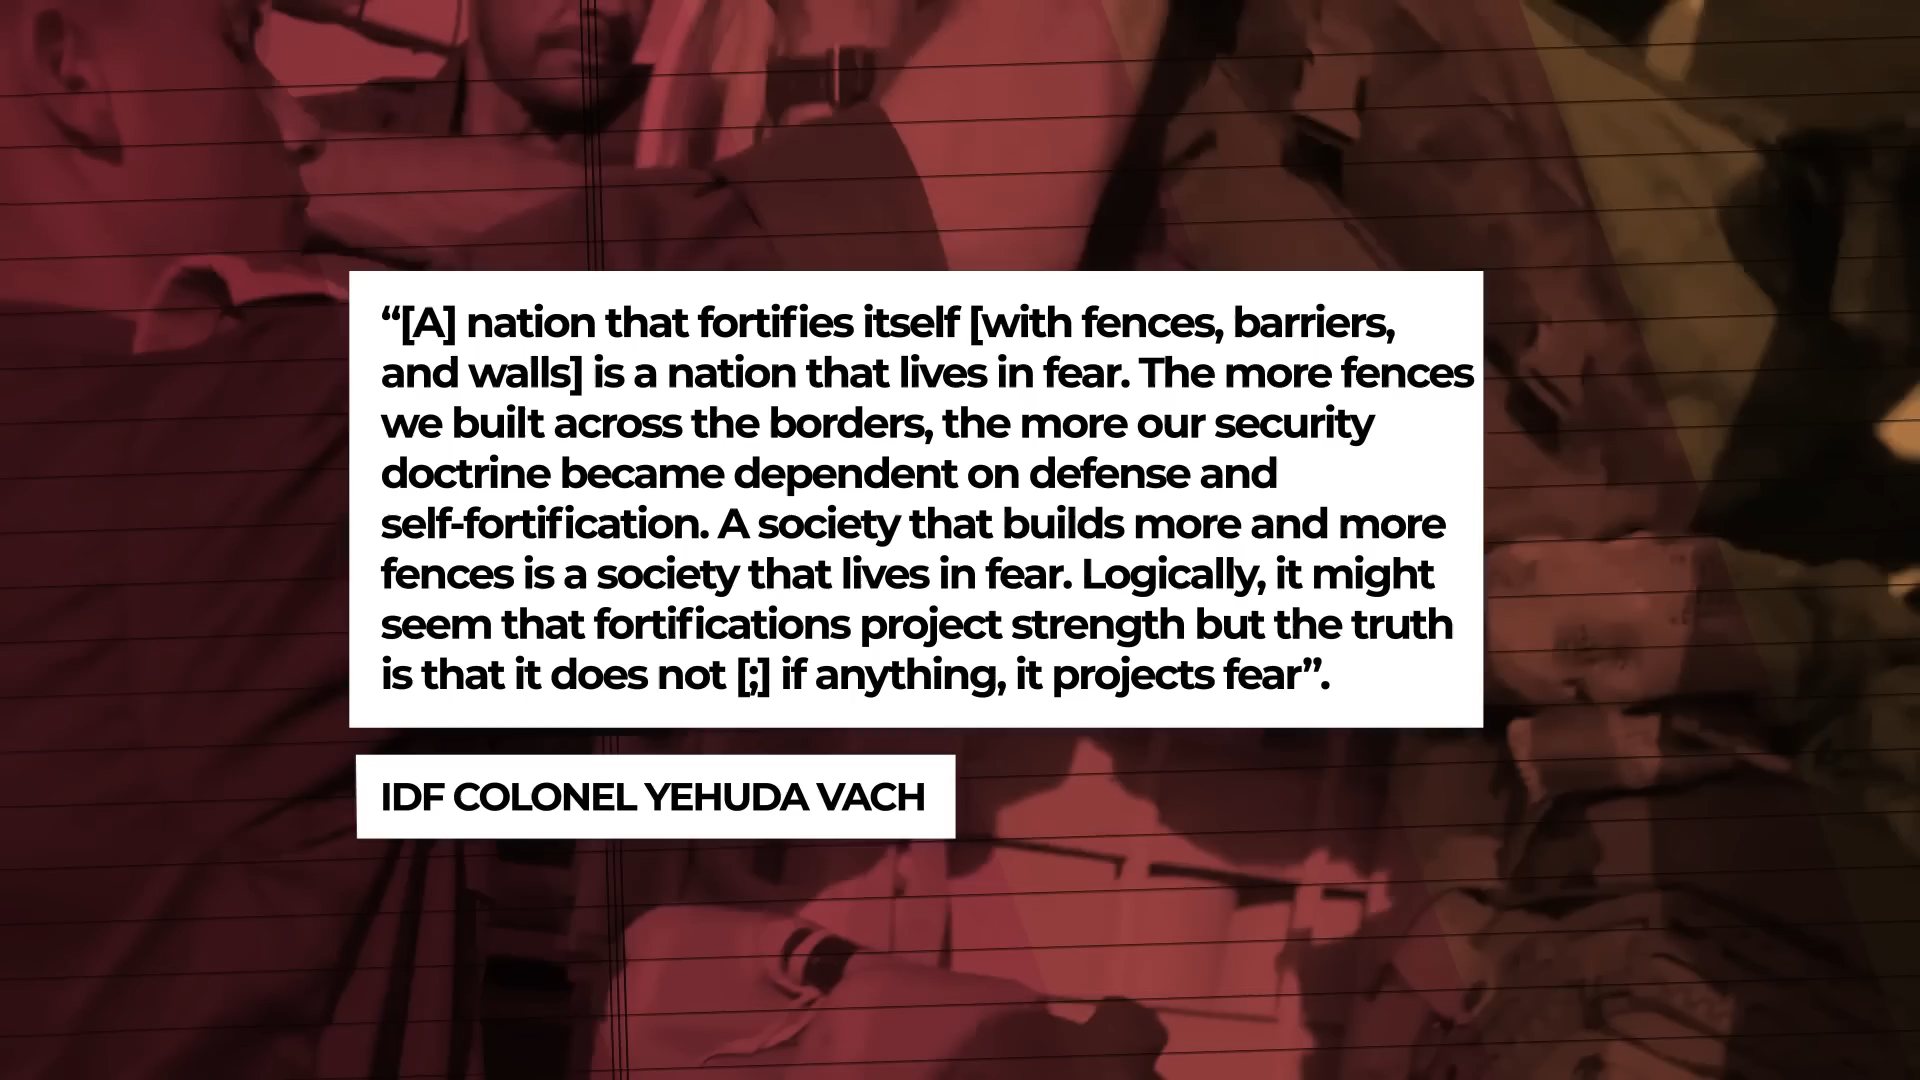 “[A] nation that fortifies itself [with fences, barriers,
and walls] is a nation that lives in fear. The more fences
we built across the borders, the more our security
doctrine became dependent on defense and
self-fortification. A society that builds more and more
fences is a society that lives in fear. Logically, it might
seem that fortifications project strength but the truth
is that it does not [;] if anything, it projects fear”.
IDF COLONEL YEHUDA VACH